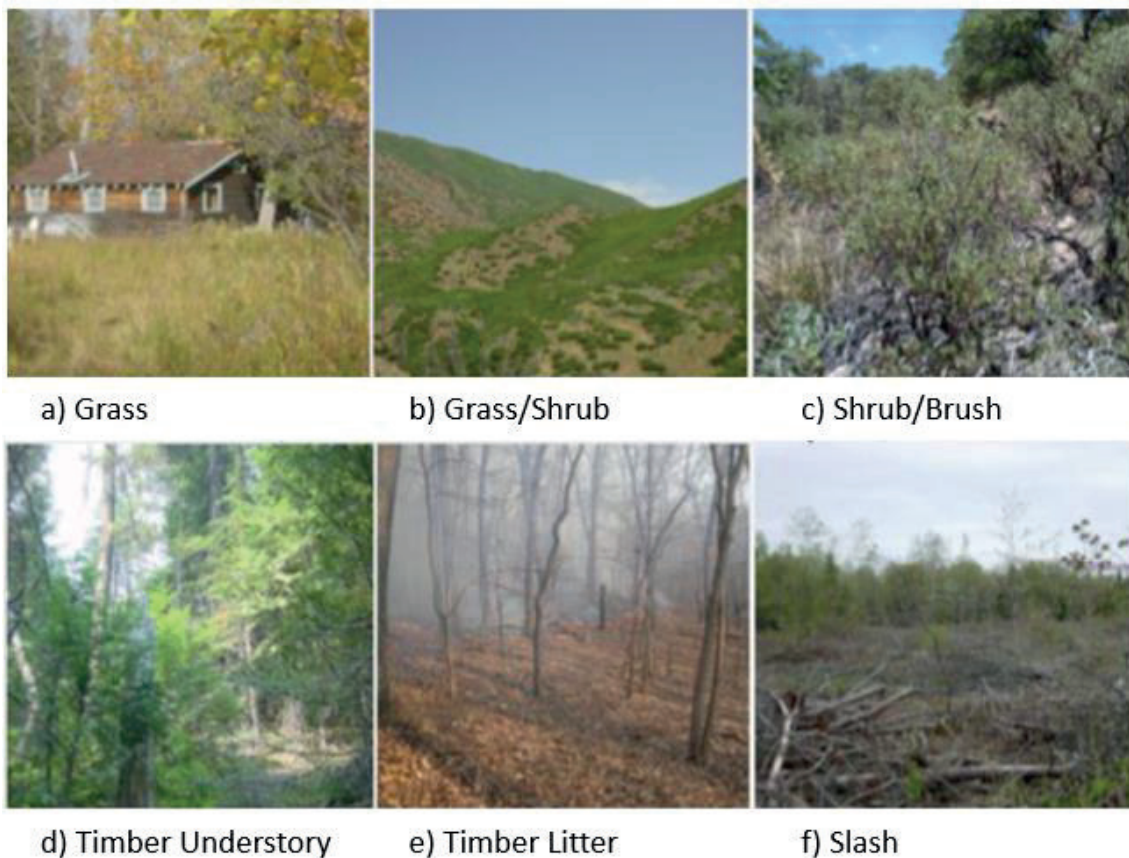 a) Grass
b) Grass/Shrub
c) Shrub/Brush
d) Timber Understory
e) Timber Litter
f) Slash